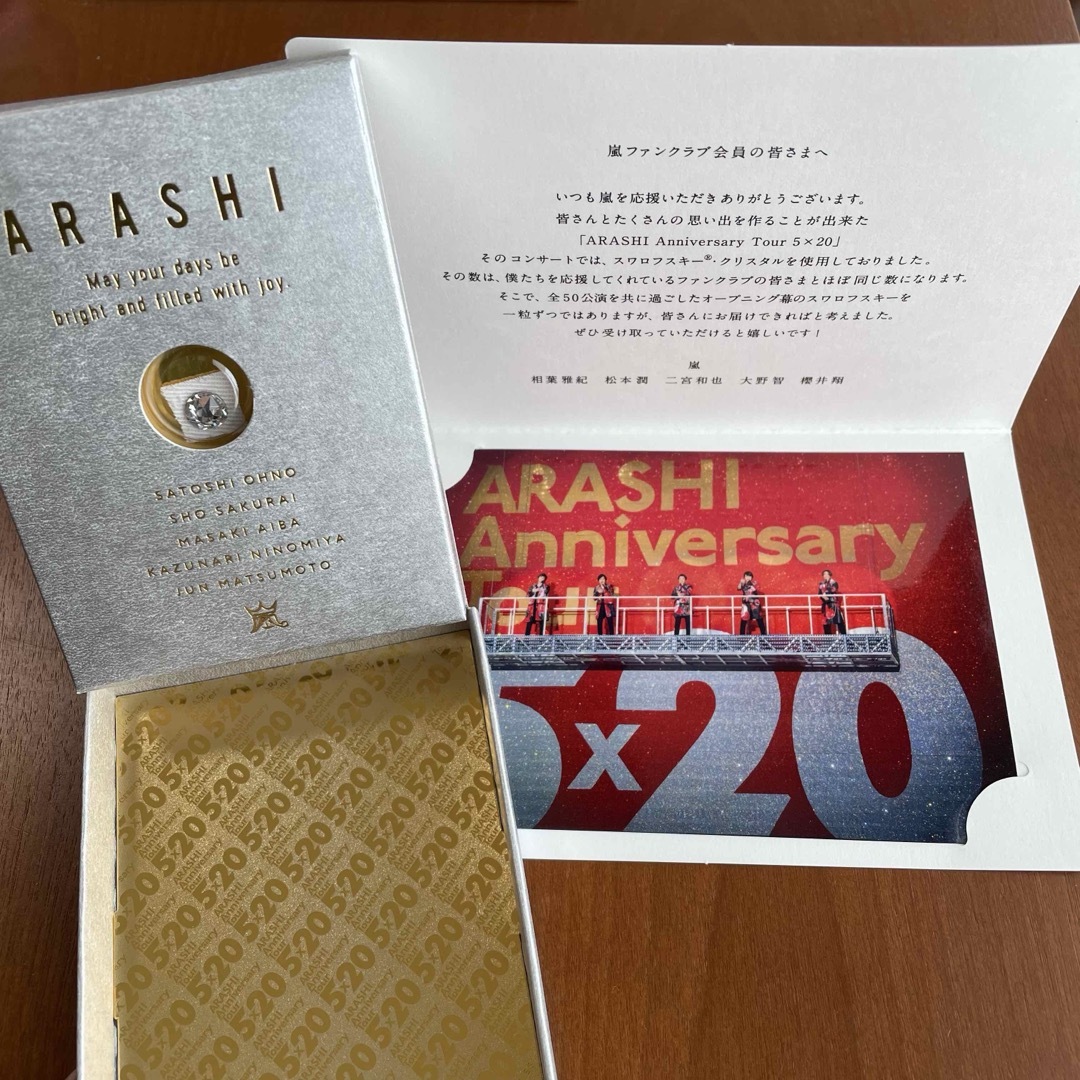 ARASHI
May your days be
bright and filled with joy
SATOSHI OHNO
SHO SAKURAI
MASAKI AIBA
KAZUNARI NINOMIYA
JUN MATSUMOTO
嵐
嵐ファンクラブ会員の皆さまへ
いつも嵐を応援いただきありがとうございます。
皆さんとたくさんの思い出を作ることが出来た
「ARASHI Anniversary Tour 5×20」
そのコンサートでは、スワロフスキー®・クリスタルを使用しておりました。
その数は、僕たちを応援してくれているファンクラブの皆さまとほぼ同じ数になります。
そこで、全50公演を共に過ごしたオープニング幕のスワロフスキーを
一粒ずつではありますが、皆さんにお届けできればと考えました。
ぜひ受け取っていただけると嬉しいです！
嵐
相葉雅紀 松本潤 二宮和也 大野智 櫻井翔
ARASHI
Anniversary
Tour
5x20
ARASHI
Anniversary
Tour
5×20